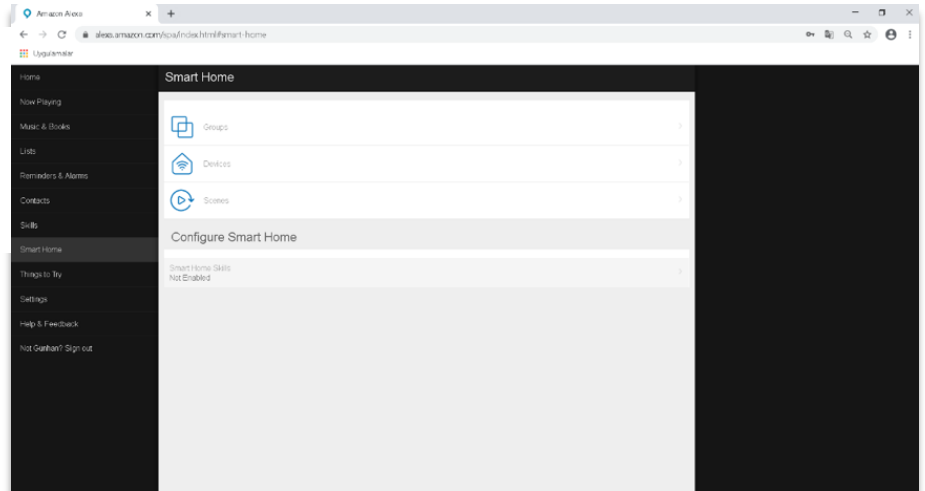 Amazon Alexa
alexa.amazon.com/spa/index.html#smart-home
Uygulamalar
Home
Smart Home
Now Playing
Music & Books
Lists
Reminders & Alarms
Contacts
Skills
Smart Home
Things to Try
Settings
Help & Feedback
Not Gunhan? Sign out
Groups
Devices
Scenes
Configure Smart Home
Smart Home Skills
Not Enabled